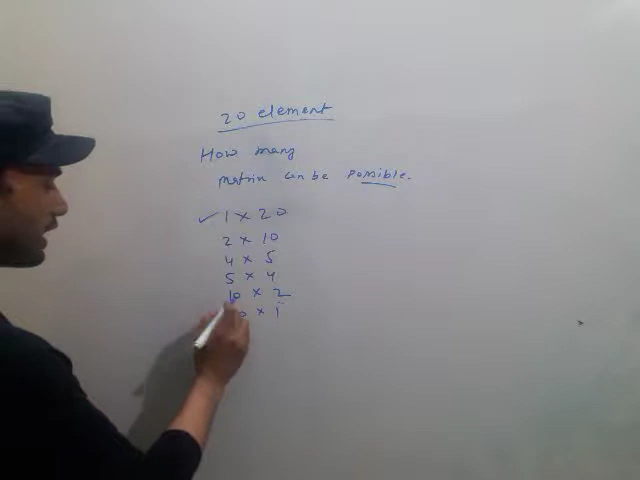 20 element
How many
matrix can be possible.
✓ 1 × 20
2 × 10
4 × 5
5 × 4
10 × 2
0 × 1